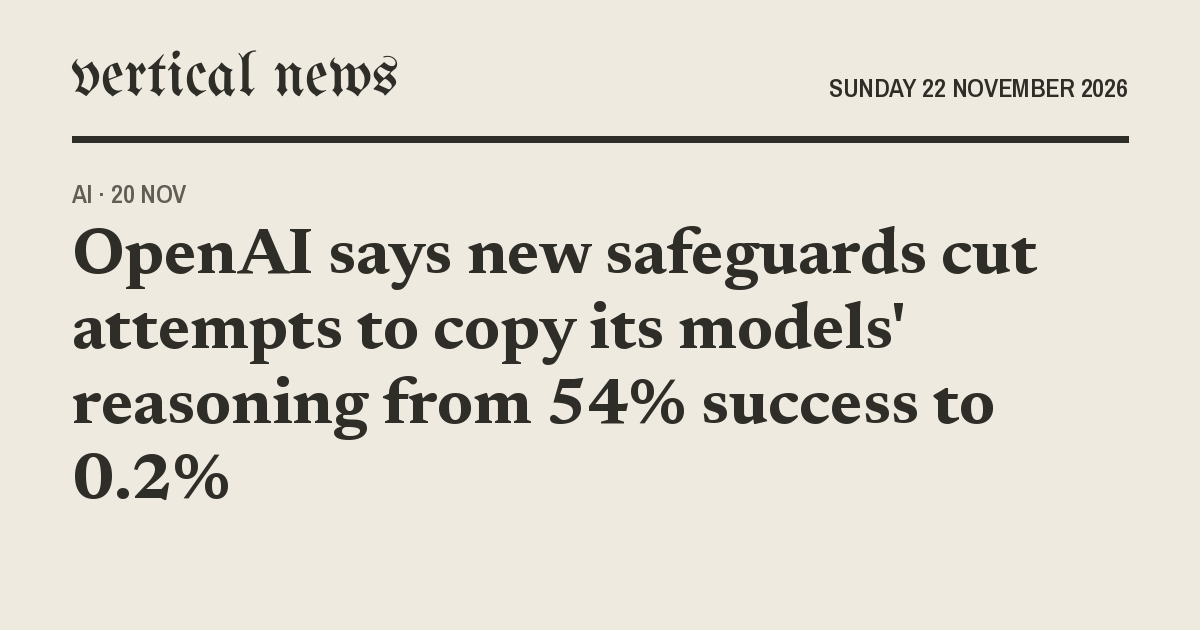 vertical news
SUNDAY 22 NOVEMBER 2026
AI · 20 NOV
OpenAI says new safeguards cut
attempts to copy its models'
reasoning from 54% success to
0.2%